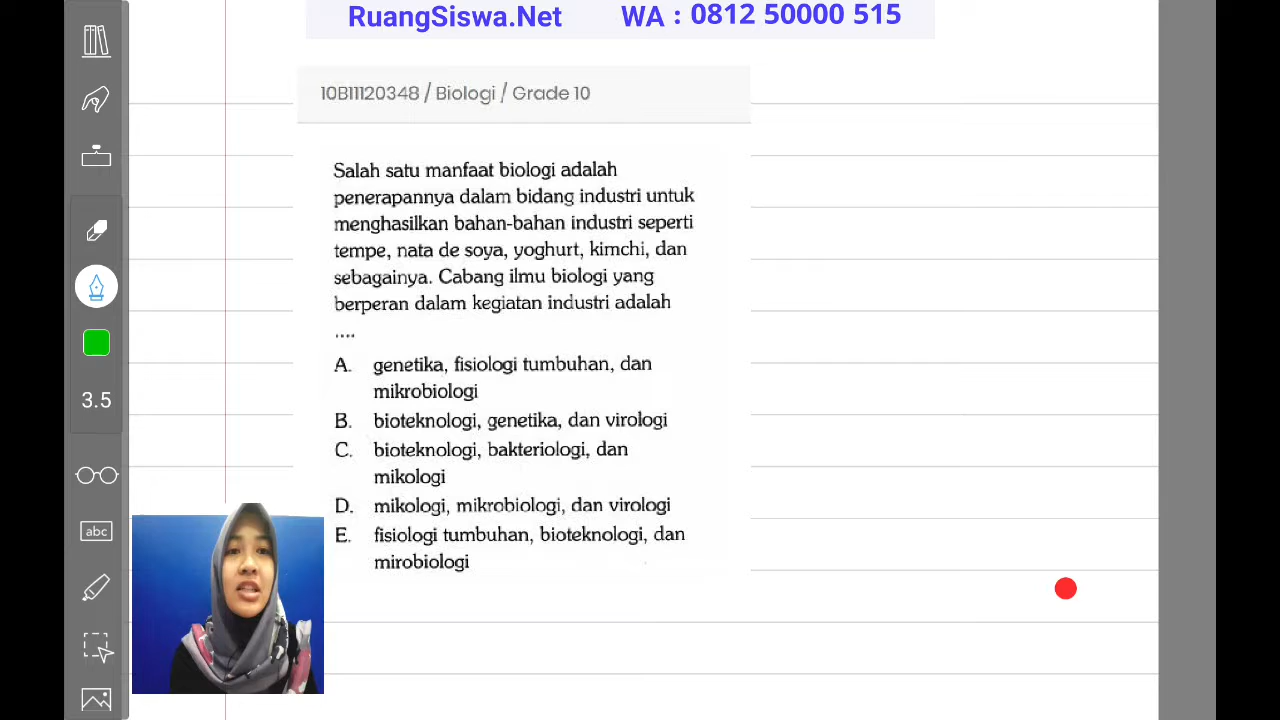 RuangSiswa.Net WA : 0812 50000 515
10B11120348 / Biologi / Grade 10
Salah satu manfaat biologi adalah
penerapannya dalam bidang industri untuk
menghasilkan bahan-bahan industri seperti
tempe, nata de soya, yoghurt, kimchi, dan
sebagainya. Cabang ilmu biologi yang
berperan dalam kegiatan industri adalah
....
A. genetika, fisiologi tumbuhan, dan
mikrobiologi
B. bioteknologi, genetika, dan virologi
C. bioteknologi, bakteriologi, dan
mikologi
D. mikologi, mikrobiologi, dan virologi
E. fisiologi tumbuhan, bioteknologi, dan
mirobiologi
3.5
abc